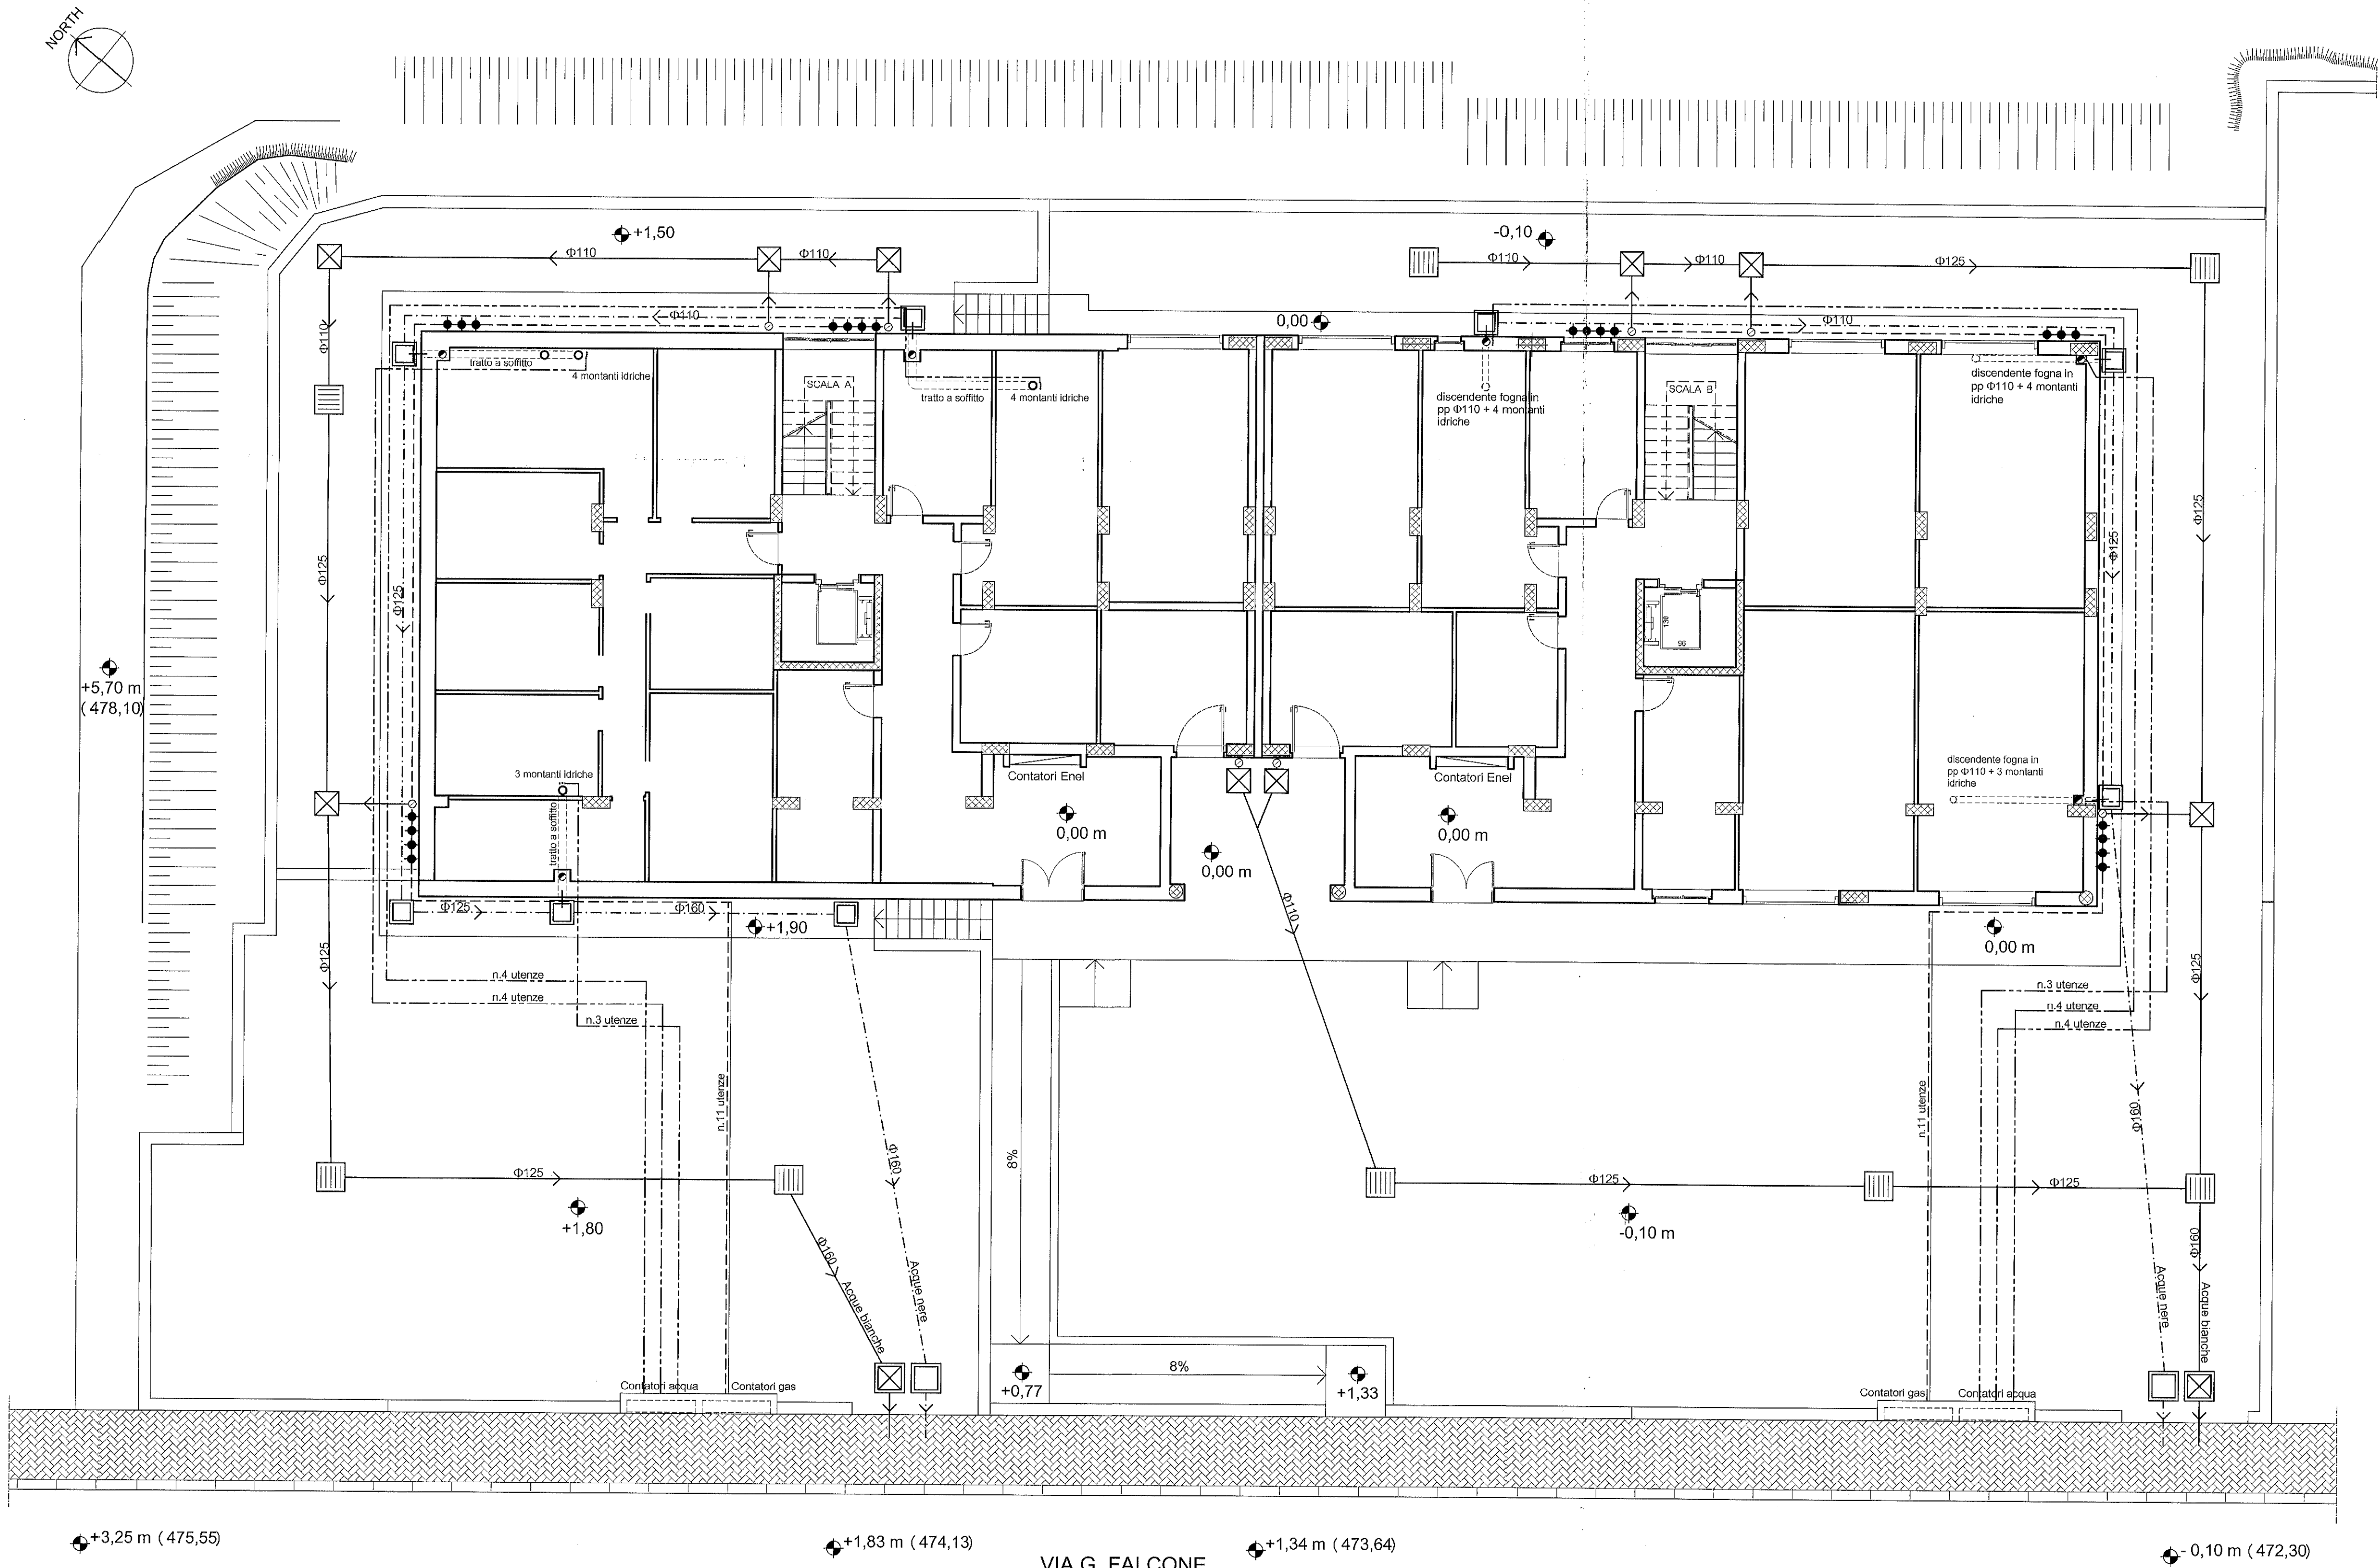 NORTH
+1,50
-0,10
Φ110
Φ110
Φ110
Φ110
Φ125
Φ110
0,00
Φ110
Φ110
tratto a soffitto
4 montanti idriche
SCALA A
tratto a soffitto
4 montanti idriche
discendente fogna in
pp Φ110 + 4 montanti
idriche
SCALA B
discendente fogna in
pp Φ110 + 4 montanti
idriche
Φ125
Φ125
Φ125
Φ125
130
96
+5,70 m
( 478,10)
3 montanti idriche
tratto a soffitto
Contatori Enel
Contatori Enel
discendente fogna in
pp Φ110 + 3 montanti
idriche
0,00 m
0,00 m
0,00 m
Φ125
Φ160
Φ110
+1,90
0,00 m
Φ125
Φ125
n.4 utenze
n.4 utenze
n.3 utenze
n.3 utenze
n.4 utenze
n.4 utenze
n.11 utenze
n.11 utenze
Φ160
Φ160
8%
Φ125
Φ125
Φ125
+1,80
-0,10 m
Φ160
Φ160
Acque bianche
Acque nere
Acque nere
Acque bianche
8%
+0,77
+1,33
Contatori acqua
Contatori gas
Contatori gas
Contatori acqua
+3,25 m ( 475,55)
+1,83 m ( 474,13)
+1,34 m ( 473,64)
- 0,10 m ( 472,30)
VIA G. FALCONE